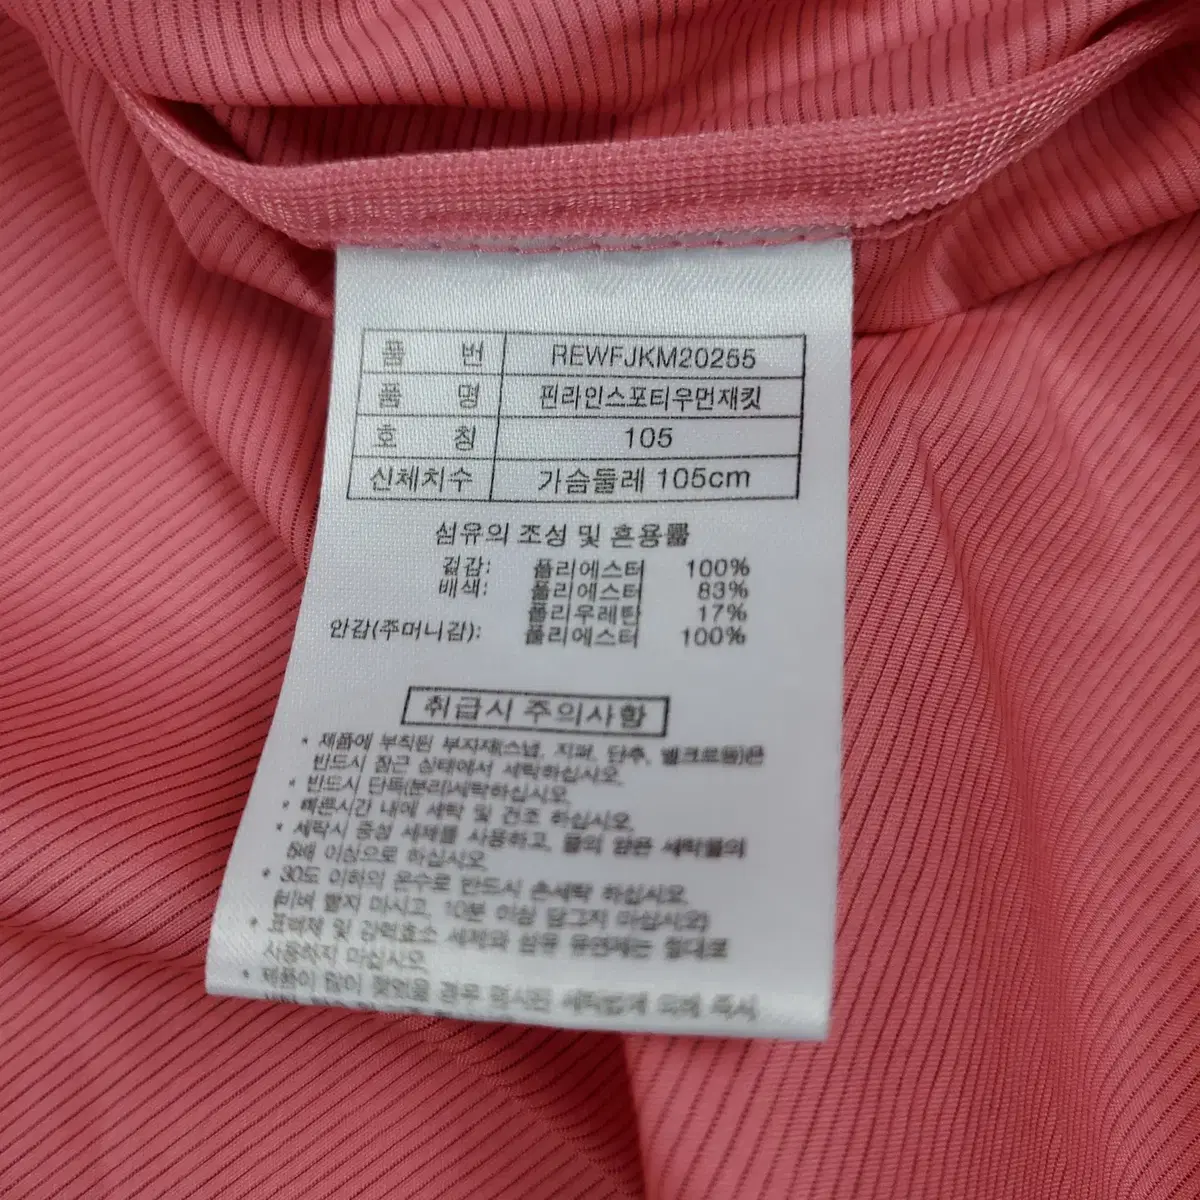 품 번 REWFJKM20255
품 명 핀라인스포티우먼재킷
호 칭 105
신체치수 가슴둘레 105cm
섬유의 조성 및 혼용률
겉감: 폴리에스터 100%
배색: 폴리에스터 83%
폴리우레탄 17%
안감(주머니감): 폴리에스터 100%
취급시 주의사항
* 제품에 부착된 부자재(스냅, 지퍼, 단추, 벨크로등)은
반드시 잠근 상태에서 세탁하십시오.
* 반드시 단독(분리)세탁하십시오.
* 빠른시간 내에 세탁 및 건조 하십시오.
* 세탁시 중성 세제를 사용하고, 물의 양은 세탁물의
5배 이상으로 하십시오.
* 30도 이하의 온수로 반드시 손세탁 하십시오.
(비벼 빨지 마시고, 10분 이상 담그지 마십시오)
* 표백제 및 강력효소 세제와 섬유 유연제는 절대로
사용하지 마십시오.
* 제품이 많이 젖었을 경우